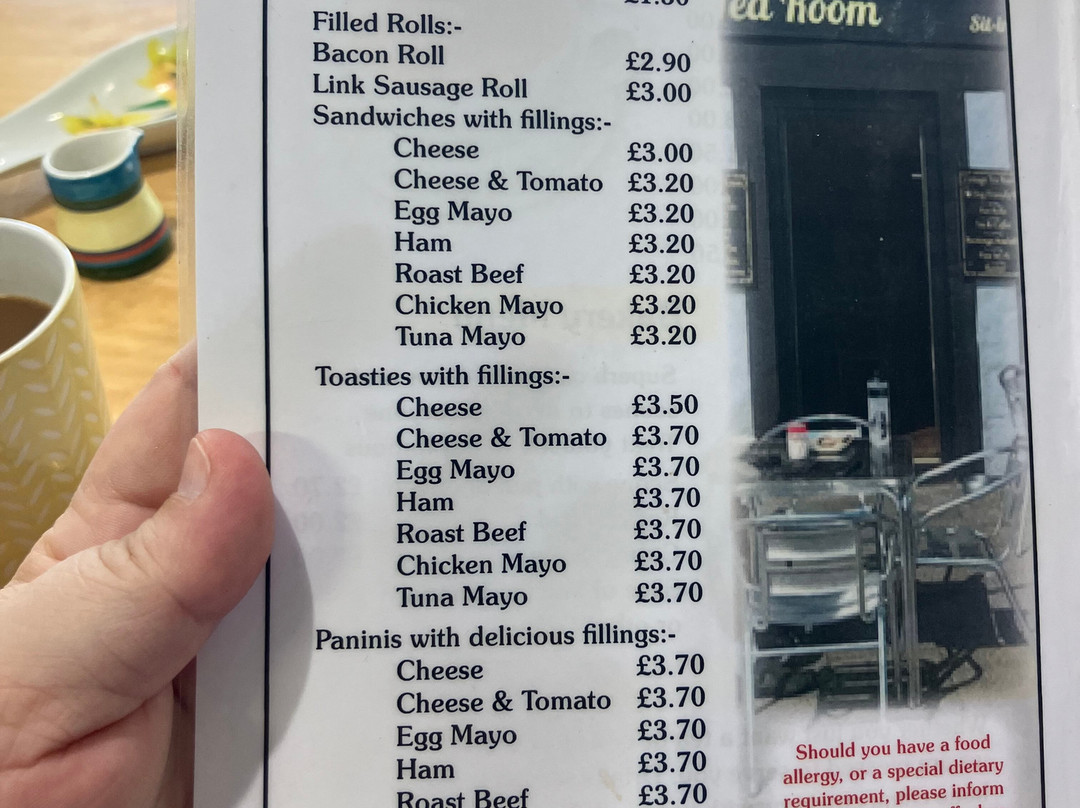 Filled Rolls:-
Bacon Roll £2.90
Link Sausage Roll £3.00
Sandwiches with fillings:-
Cheese £3.00
Cheese & Tomato £3.20
Egg Mayo £3.20
Ham £3.20
Roast Beef £3.20
Chicken Mayo £3.20
Tuna Mayo £3.20
Toasties with fillings:-
Cheese £3.50
Cheese & Tomato £3.70
Egg Mayo £3.70
Ham £3.70
Roast Beef £3.70
Chicken Mayo £3.70
Tuna Mayo £3.70
Paninis with delicious fillings:-
Cheese £3.70
Cheese & Tomato £3.70
Egg Mayo £3.70
Ham £3.70
Roast Beef £3.70
Room
Should you have a food
allergy, or a special dietary
requirement, please inform